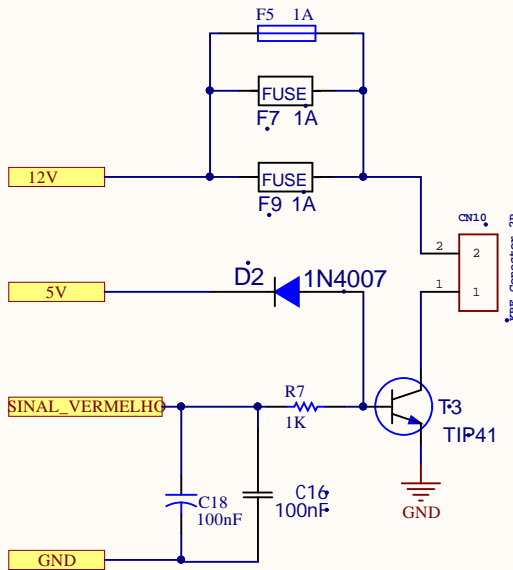 F5 1A
FUSE
F7 1A
12V
FUSE
F9 1A
CN10
2 2
1 1
5V
D2 1N4007
SINAL_VERMELHO
R7
1K
T3
TIP41
C18
100nF
C16
100nF
GND
GND